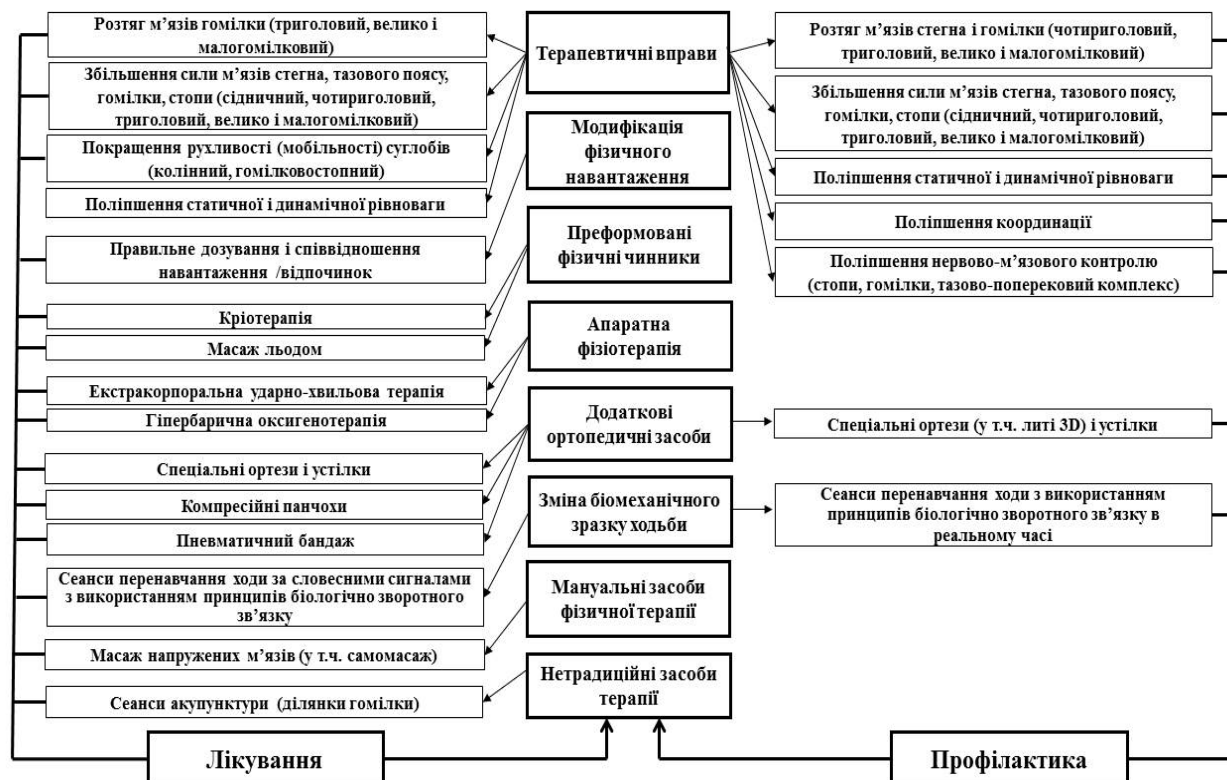 Розтяг м’язів гомілки (триголовий, велико і
малогомілковий)
Збільшення сили м’язів стегна, тазового поясу,
гомілки, стопи (сідничний, чотириголовий,
триголовий, велико і малогомілковий)
Покращення рухливості (мобільності) суглобів
(колінний, гомілковостопний)
Поліпшення статичної і динамічної рівноваги
Правильне дозування і співвідношення
навантаження /відпочинок
Кріотерапія
Масаж льодом
Екстракорпоральна ударно-хвильова терапія
Гіпербарична оксигенотерапія
Спеціальні ортези і устілки
Компресійні панчохи
Пневматичний бандаж
Сеанси перенавчання ходи за словесними сигналами
з використанням принципів біологічно зворотного
зв’язку
Масаж напружених м’язів (у т.ч. самомасаж)
Сеанси акупунктури (ділянки гомілки)
Терапевтичні вправи
Модифікація
фізичного
навантаження
Преформовані
фізичні чинники
Апаратна
фізіотерапія
Додаткові
ортопедичні засоби
Зміна біомеханічного
зразку ходьби
Мануальні засоби
фізичної терапії
Нетрадиційні засоби
терапії
Розтяг м’язів стегна і гомілки (чотириголовий,
триголовий, велико і малогомілковий)
Збільшення сили м’язів стегна, тазового поясу,
гомілки, стопи (сідничний, чотириголовий,
триголовий, велико і малогомілковий)
Поліпшення статичної і динамічної рівноваги
Поліпшення координації
Поліпшення нервово-м’язового контролю
(стопи, гомілки, тазово-поперековий комплекс)
Спеціальні ортези (у т.ч. литі 3D) і устілки
Сеанси перенавчання ходи з використанням
принципів біологічно зворотного зв’язку в
реальному часі
Лікування
Профілактика